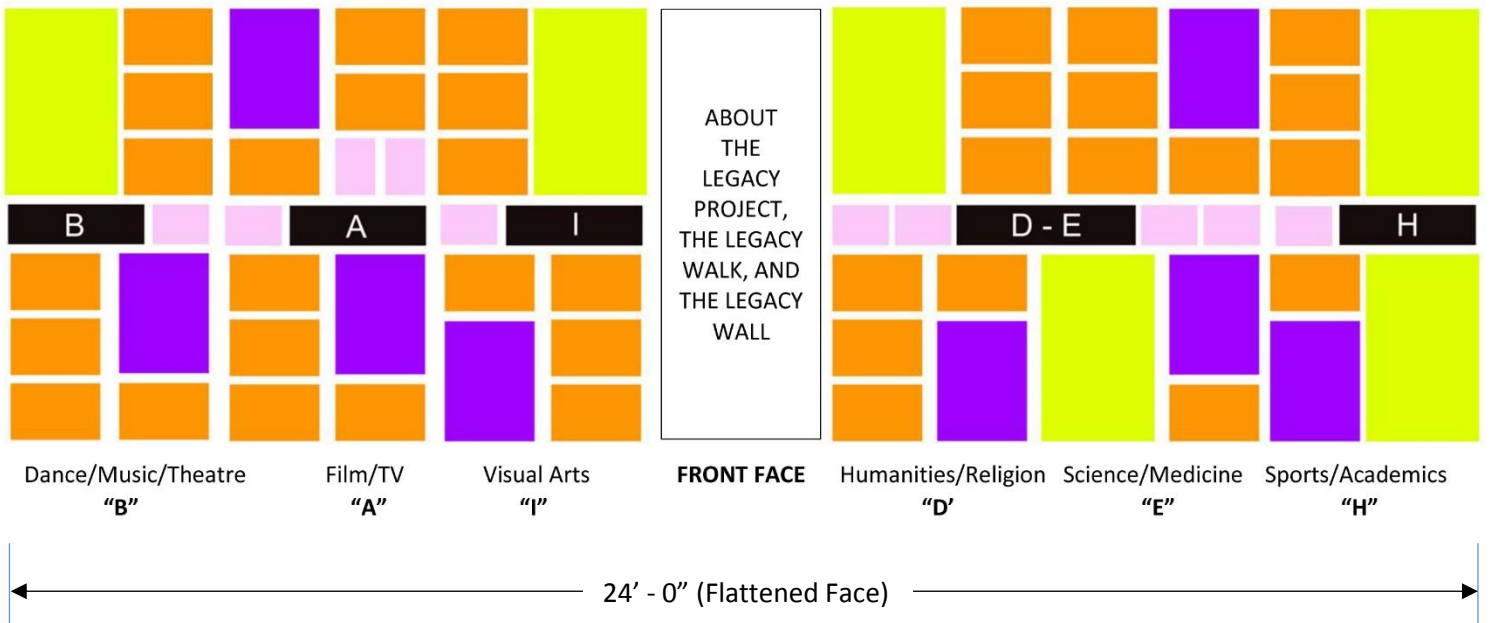 ABOUT
THE
LEGACY
PROJECT,
THE LEGACY
WALK, AND
THE LEGACY
WALL
B
A
I
D - E
H
Dance/Music/Theatre
“B”
Film/TV
“A”
Visual Arts
“I”
FRONT FACE
Humanities/Religion
“D’
Science/Medicine
“E”
Sports/Academics
“H”
24’ - 0” (Flattened Face)